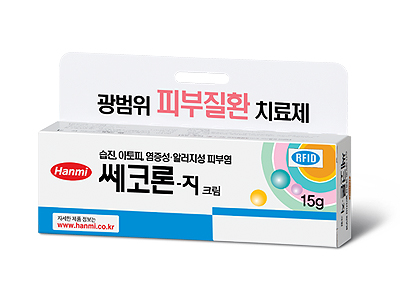 광범위 피부질환 치료제
습진, 아토피, 염증성·알러지성 피부염
Hanmi
쎄코론-지 크림
RFID
15g
자세한 제품 정보는
www.hanmi.co.kr